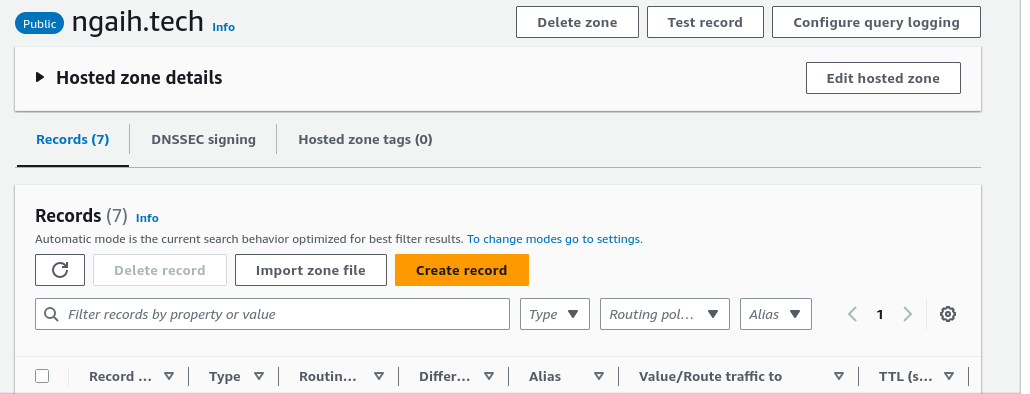 Public ngaih.tech Info Delete zone Test record Configure query logging
Hosted zone details Edit hosted zone
Records (7) DNSSEC signing Hosted zone tags (0)
Records (7) Info
Automatic mode is the current search behavior optimized for best filter results. To change modes go to settings.
Delete record Import zone file Create record
Filter records by property or value Type Routing pol... Alias 1
Record ... Type Routin... Differ... Alias Value/Route traffic to TTL (s...